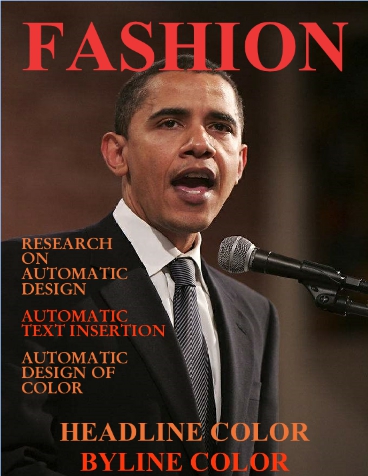 FASHION
RESEARCH
ON
AUTOMATIC
DESIGN
AUTOMATIC
TEXT INSERTION
AUTOMATIC
DESIGN OF
COLOR
HEADLINE COLOR
BYLINE COLOR